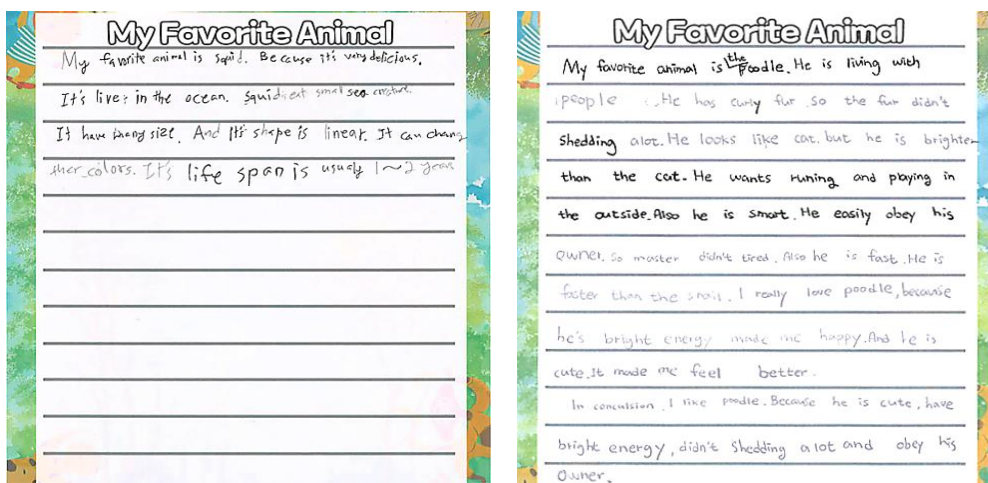 My Favorite Animal
My favorite animal is squid. Because it's very delicious.
It's lives in the ocean. Squid eat small sea
It have size. And It's shape is linear. It can chang
ther colors. It's life span is usualy 1~2 years
My Favorite Animal
My favorite animal is the poodle. He is living with
people . He has curly fur. So the fur didn't
Shedding alot. He looks like cat. but he is brighter
than the cat. He wants runing and playing in
the outside. Also he is smart. He easily obey his
owner. So master didn't tired. Also he is fast. He is
faster than the snail. I really love poodle, because
he's bright energy made me happy. And he is
cute. It made me feel better.
In conculsion, I like poodle. Because he is cute, have
bright energy, didn't Shedding alot and obey his
Owner.